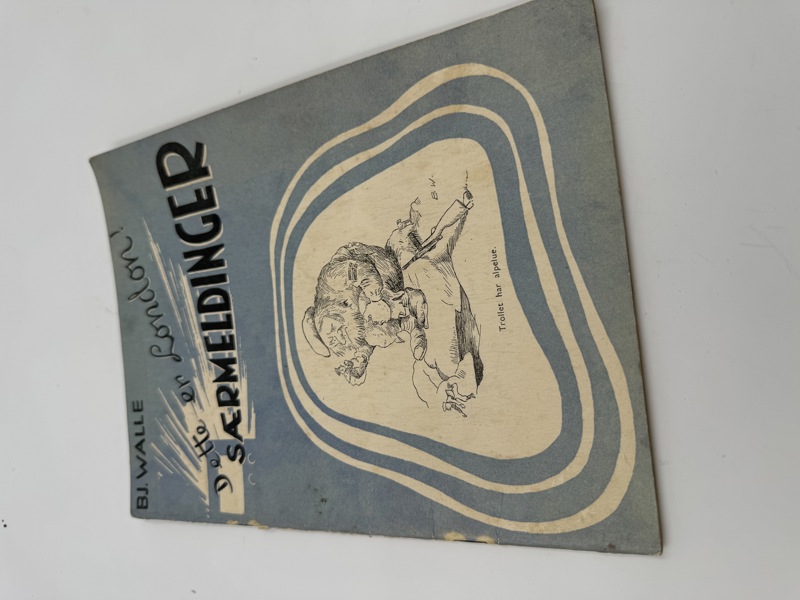 BJ. WALLE
Dette er London!
SÆRMELDINGER
B.W.
Trollet har alpelue.